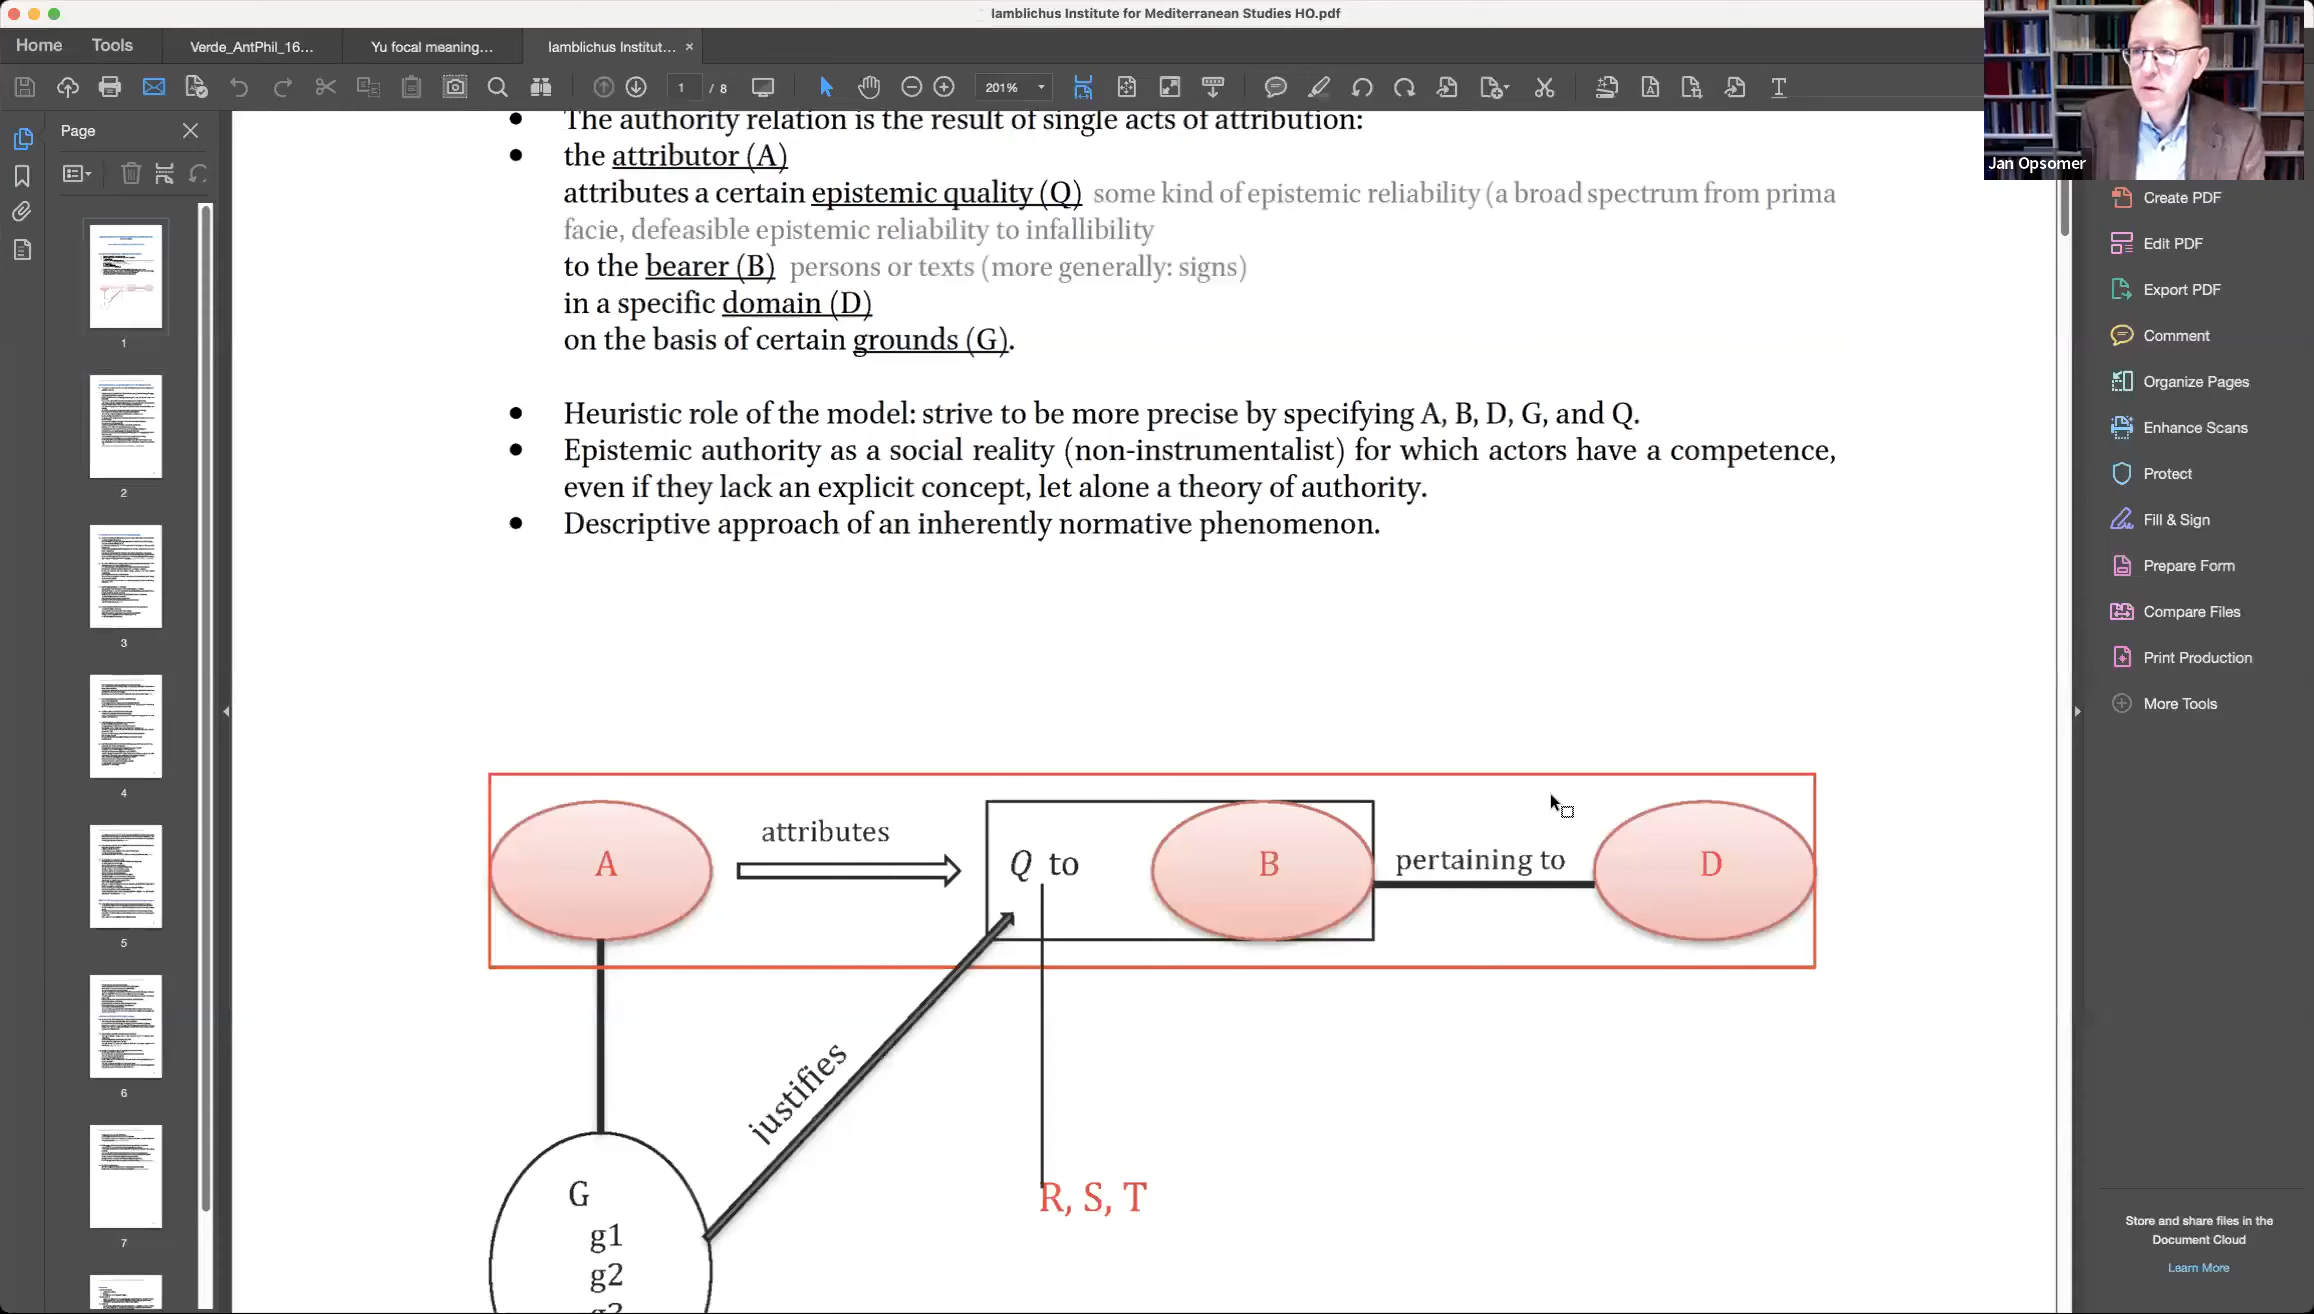 Iamblichus Institute for Mediterranean Studies HO.pdf
Home
Tools
Verde_AntPhil_16...
Yu focal meaning...
Iamblichus Institut...
1 / 8
201%
Jan Opsomer
Page
1
2
3
4
5
6
7
• The authority relation is the result of single acts of attribution:
• the attributor (A)
attributes a certain epistemic quality (Q) some kind of epistemic reliability (a broad spectrum from prima
facie, defeasible epistemic reliability to infallibility
to the bearer (B) persons or texts (more generally: signs)
in a specific domain (D)
on the basis of certain grounds (G).
• Heuristic role of the model: strive to be more precise by specifying A, B, D, G, and Q.
• Epistemic authority as a social reality (non-instrumentalist) for which actors have a competence,
even if they lack an explicit concept, let alone a theory of authority.
• Descriptive approach of an inherently normative phenomenon.
A
attributes
Q to
B
pertaining to
D
justifies
R, S, T
G
g1
g2
g3
Create PDF
Edit PDF
Export PDF
Comment
Organize Pages
Enhance Scans
Protect
Fill & Sign
Prepare Form
Compare Files
Print Production
More Tools
Store and share files in the
Document Cloud
Learn More